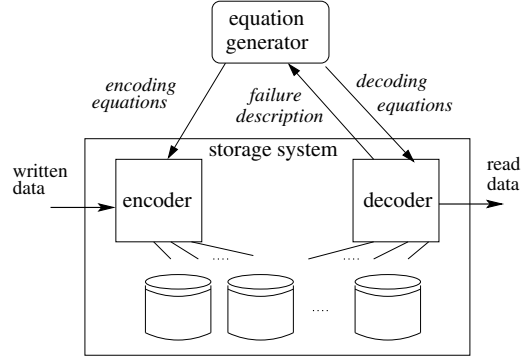 equation
generator
encoding
equations
failure
description
decoding
equations
storage system
written
data
encoder
decoder
read
data
....
....
....